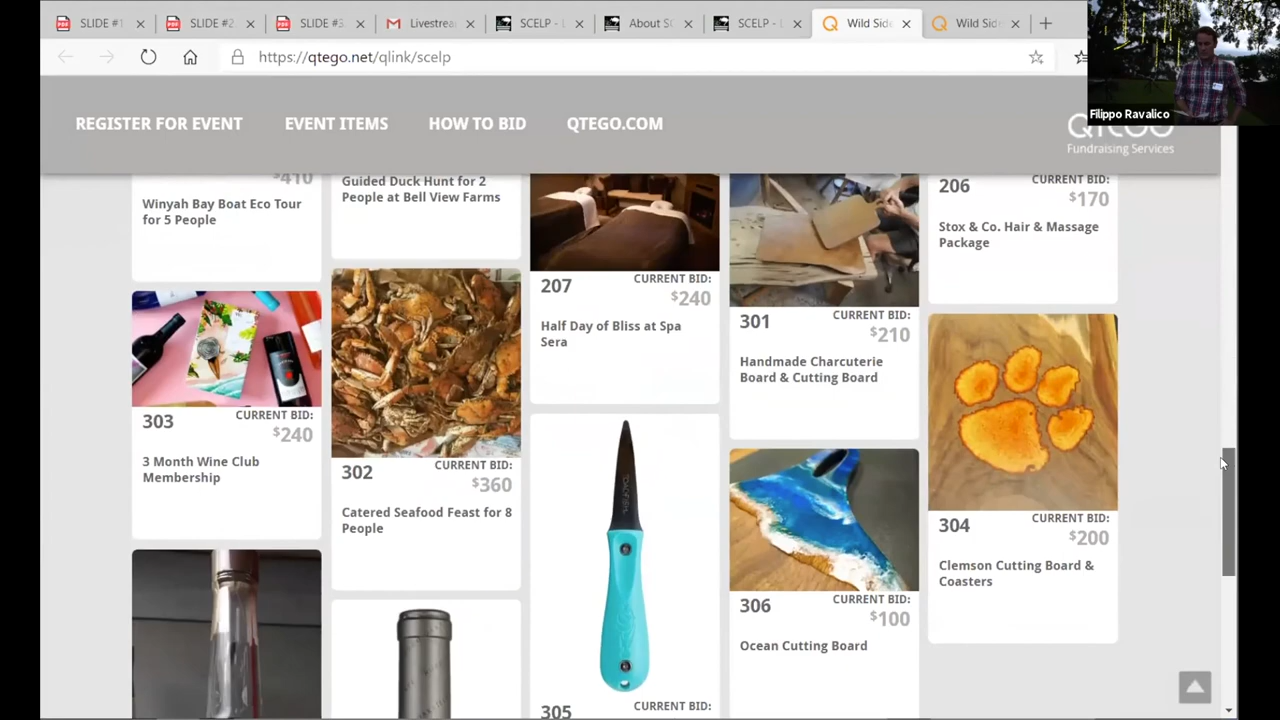 SLIDE #1
SLIDE #2
SLIDE #3
Livestre
SCELP -
About S
SCELP -
Wild Side
Wild Sid
https://qtego.net/qlink/scelp
Filippo Ravalico
REGISTER FOR EVENT
EVENT ITEMS
HOW TO BID
QTEGO.COM
QTEGO
Fundraising Services
$410
Winyah Bay Boat Eco Tour
for 5 People
Guided Duck Hunt for 2
People at Bell View Farms
207
CURRENT BID:
$240
Half Day of Bliss at Spa
Sera
301
CURRENT BID:
$210
Handmade Charcuterie
Board & Cutting Board
206
CURRENT BID:
$170
Stox & Co. Hair & Massage
Package
303
CURRENT BID:
$240
3 Month Wine Club
Membership
302
CURRENT BID:
$360
Catered Seafood Feast for 8
People
305
CURRENT BID:
306
CURRENT BID:
$100
Ocean Cutting Board
304
CURRENT BID:
$200
Clemson Cutting Board &
Coasters